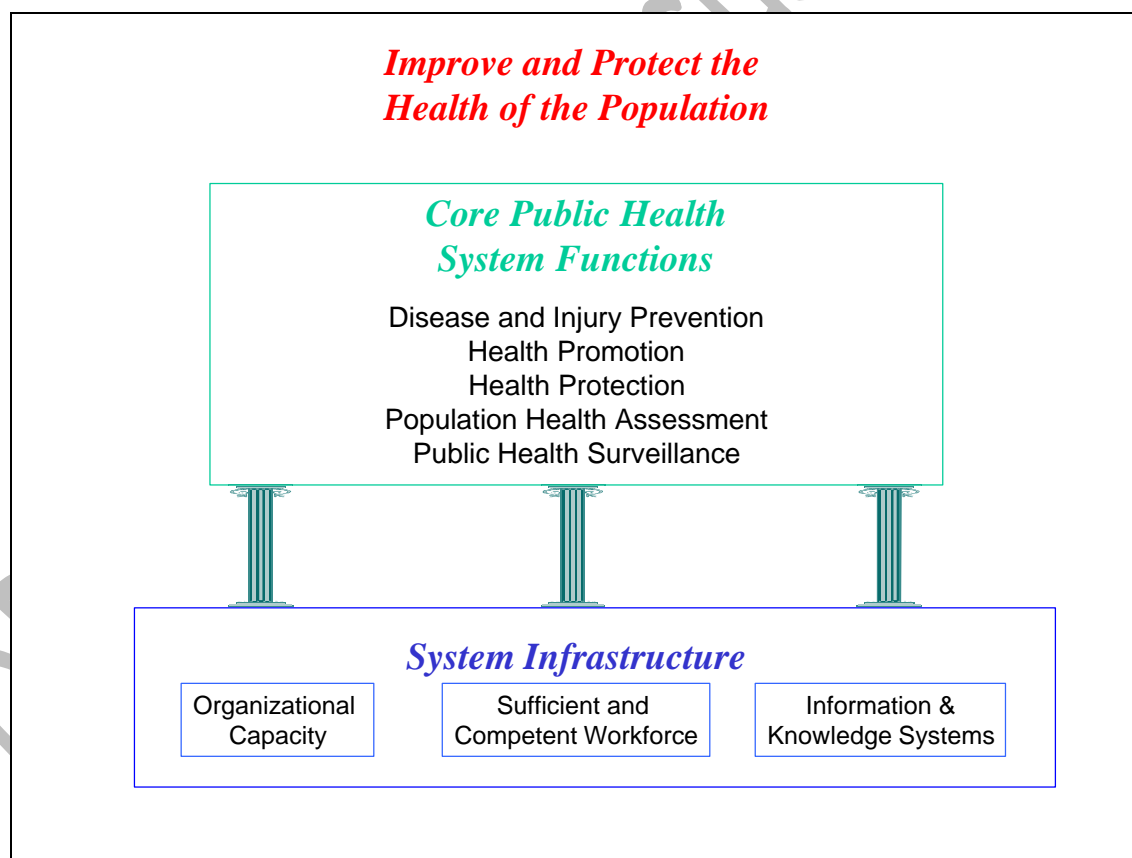 Improve and Protect the
Health of the Population
Core Public Health
System Functions
Disease and Injury Prevention
Health Promotion
Health Protection
Population Health Assessment
Public Health Surveillance
System Infrastructure
Organizational
Capacity
Sufficient and
Competent Workforce
Information &
Knowledge Systems